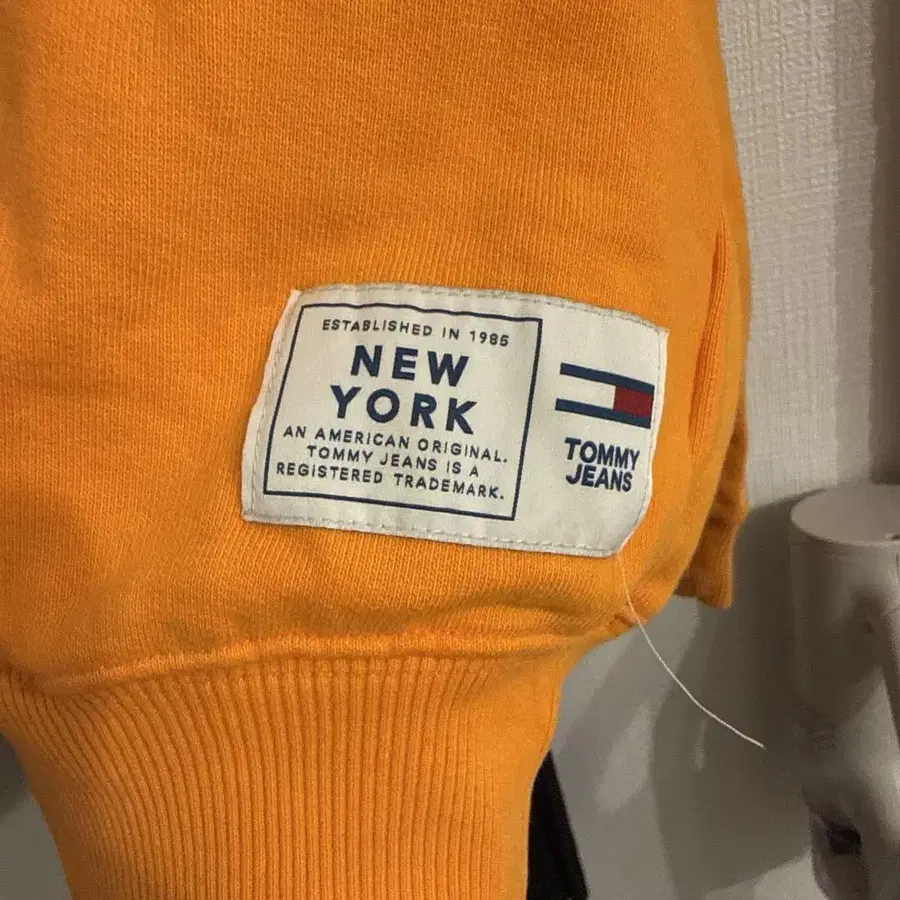 ESTABLISHED IN 1985
NEW
YORK
AN AMERICAN ORIGINAL.
TOMMY JEANS IS A
REGISTERED TRADEMARK.
TOMMY
JEANS